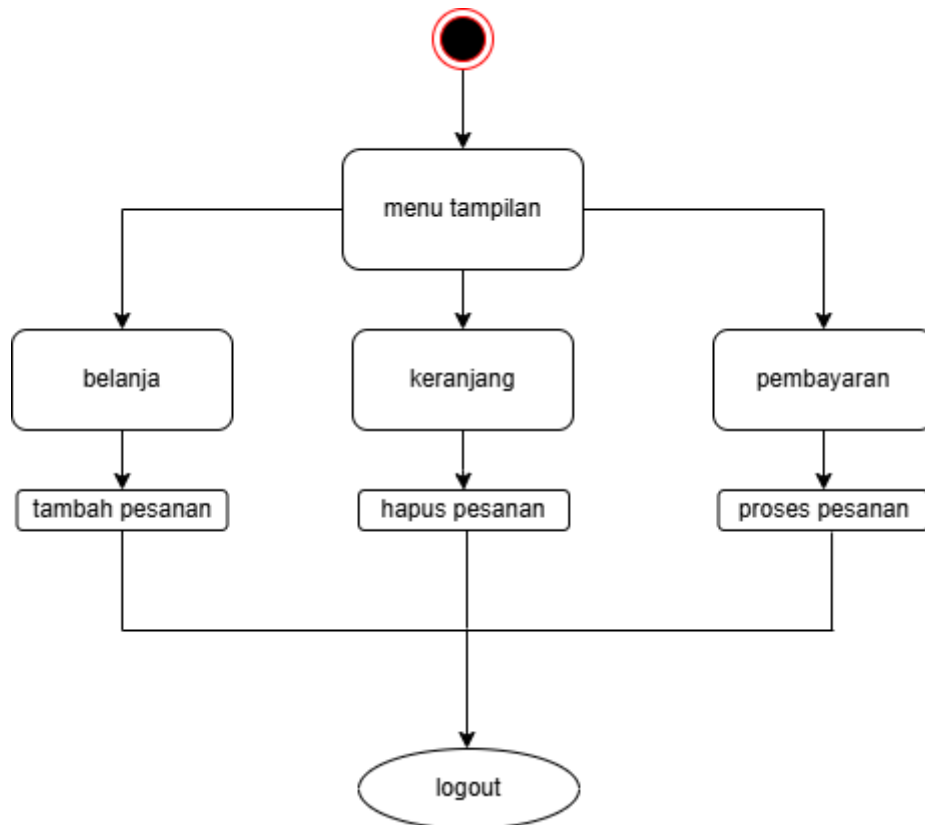 menu tampilan
belanja
keranjang
pembayaran
tambah pesanan
hapus pesanan
proses pesanan
logout